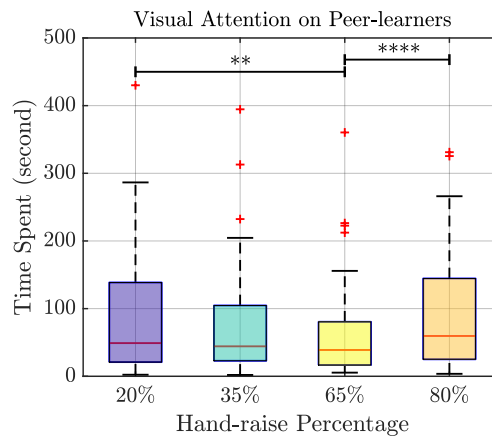 Visual Attention on Peer-learners
500
400
300
200
100
0
Time Spent (second)
**
****
20% 35% 65% 80%
Hand-raise Percentage